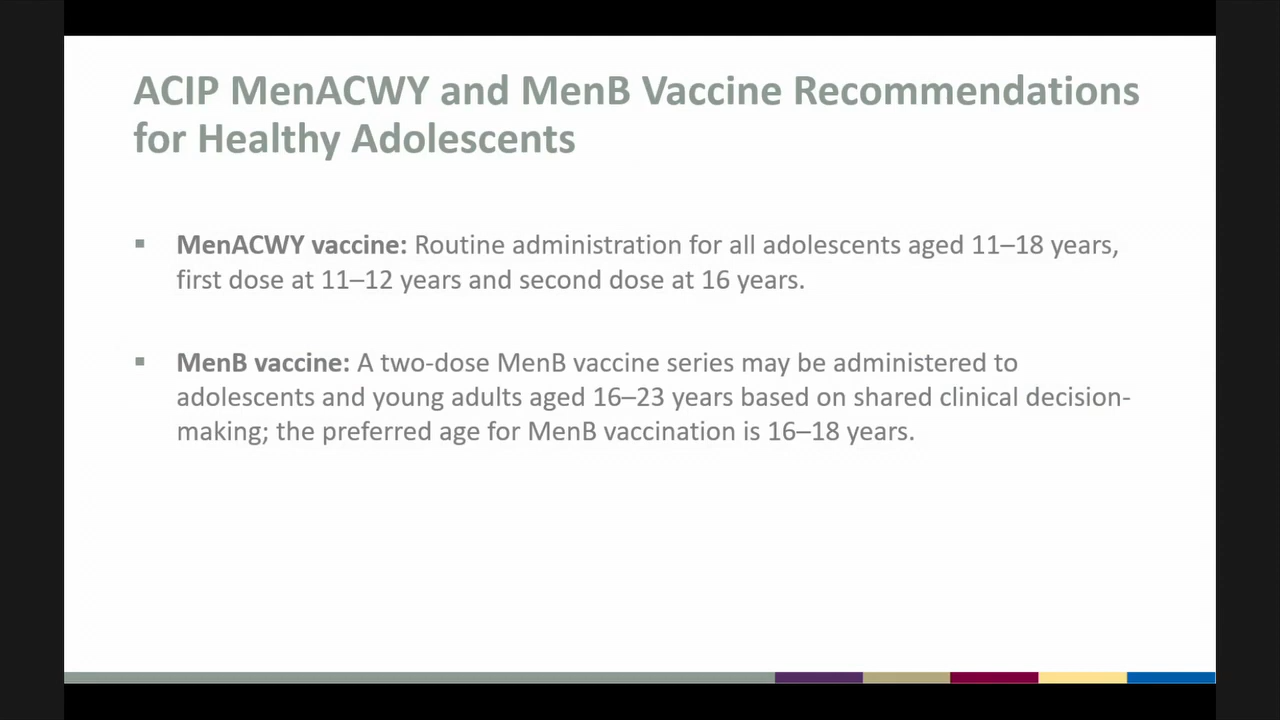 ACIP MenACWY and MenB Vaccine Recommendations
for Healthy Adolescents
▪ MenACWY vaccine: Routine administration for all adolescents aged 11–18 years,
first dose at 11–12 years and second dose at 16 years.
▪ MenB vaccine: A two-dose MenB vaccine series may be administered to
adolescents and young adults aged 16–23 years based on shared clinical decision-
making; the preferred age for MenB vaccination is 16–18 years.